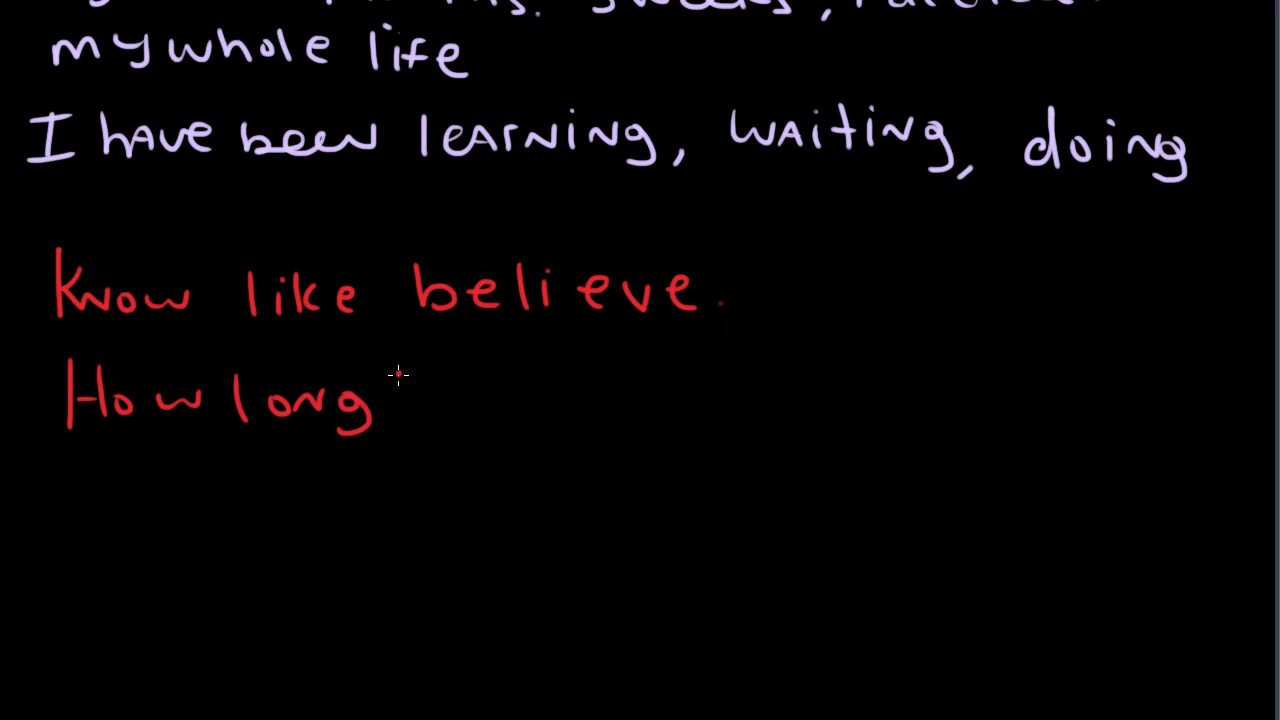 my whole life
I have been learning, waiting, doing
Know like believe.
How long